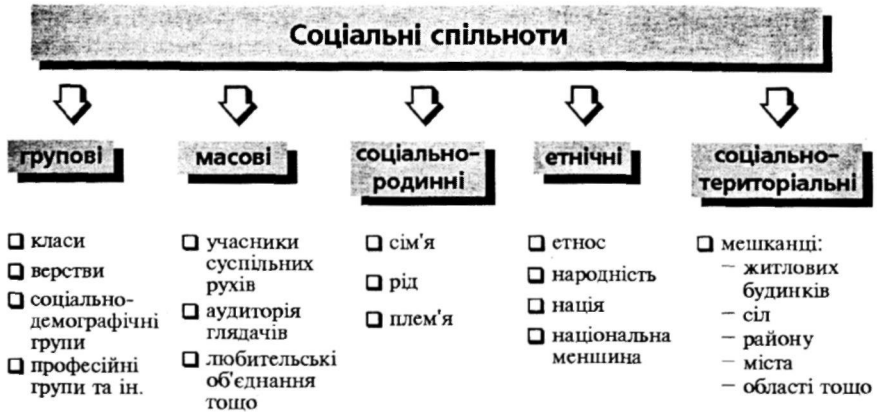 Соціальні спільноти
групові
масові
соціально-
родинні
етнічні
соціально-
територіальні
класи
верстви
соціально-
демографічні
групи
професійні
групи та ін.
учасники
суспільних
рухів
аудиторія
глядачів
любительські
об'єднання
тощо
сім'я
рід
плем'я
етнос
народність
нація
національна
меншина
мешканці:
– житлових
будинків
– сіл
– району
– міста
– області тощо